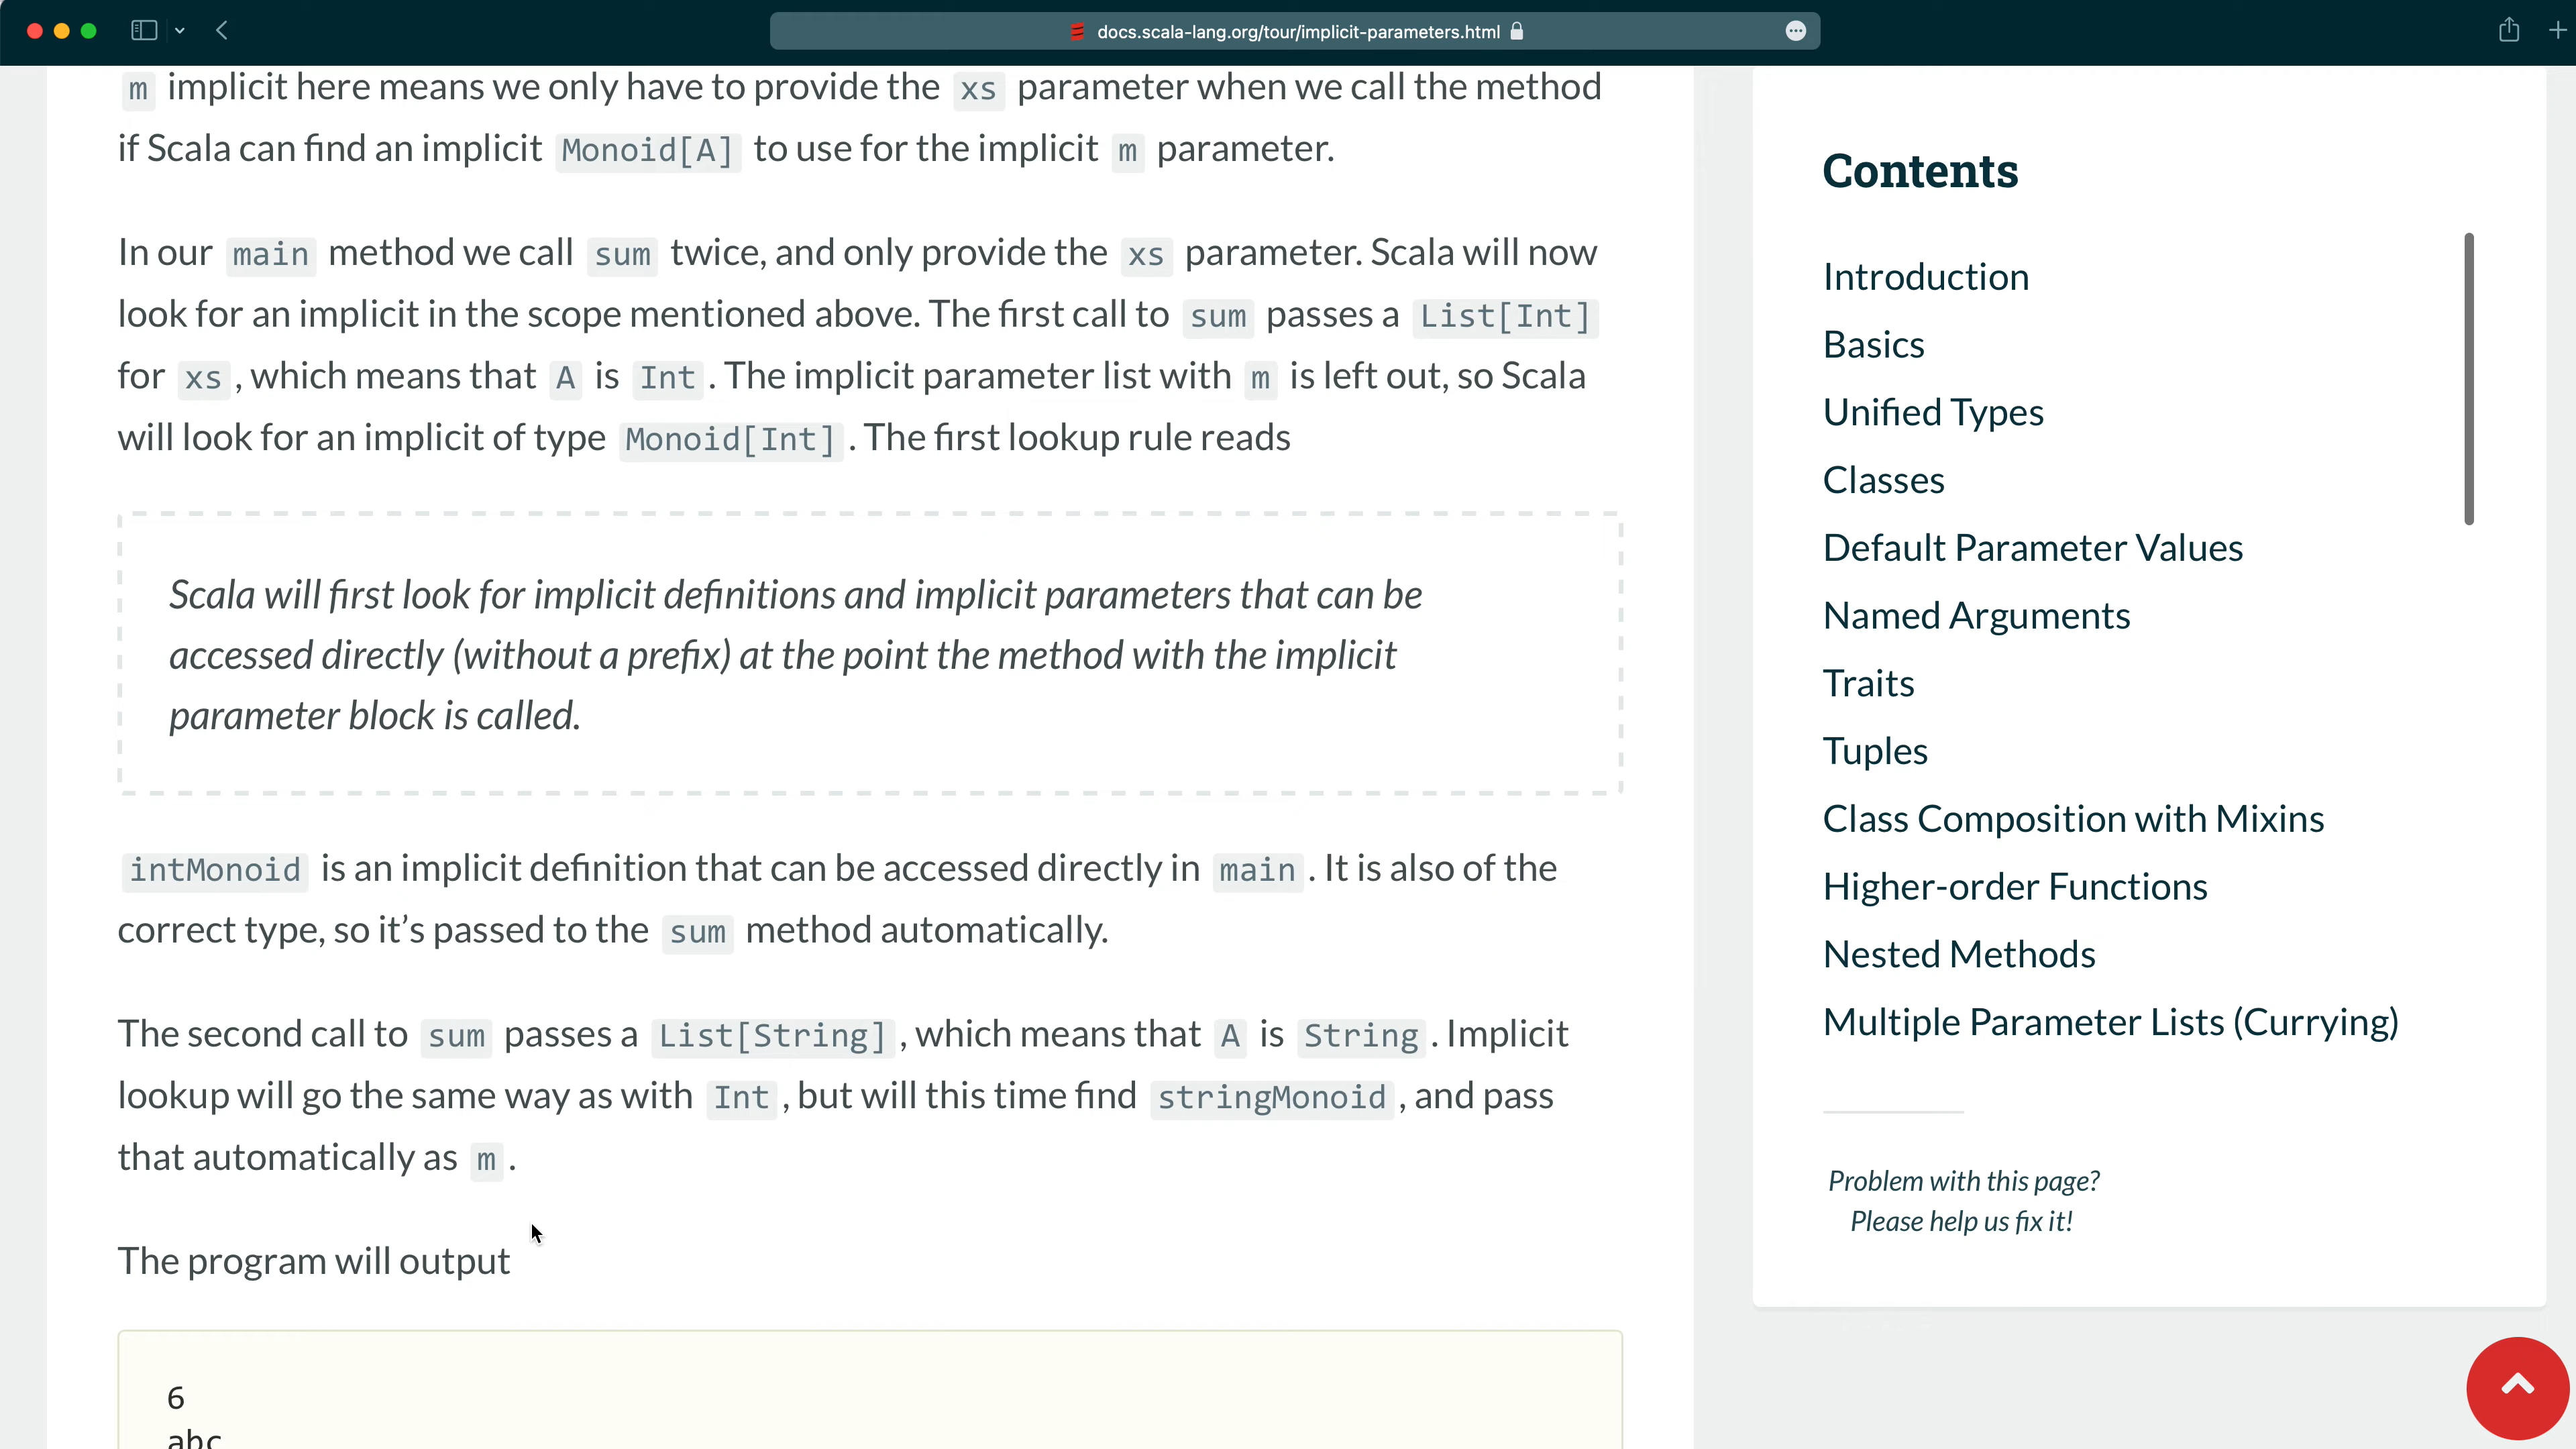 docs.scala-lang.org/tour/implicit-parameters.html
m implicit here means we only have to provide the xs parameter when we call the method
if Scala can find an implicit Monoid[A] to use for the implicit m parameter.
In our main method we call sum twice, and only provide the xs parameter. Scala will now
look for an implicit in the scope mentioned above. The first call to sum passes a List[Int]
for xs, which means that A is Int. The implicit parameter list with m is left out, so Scala
will look for an implicit of type Monoid[Int]. The first lookup rule reads
Scala will first look for implicit definitions and implicit parameters that can be
accessed directly (without a prefix) at the point the method with the implicit
parameter block is called.
intMonoid is an implicit definition that can be accessed directly in main. It is also of the
correct type, so it’s passed to the sum method automatically.
The second call to sum passes a List[String], which means that A is String. Implicit
lookup will go the same way as with Int, but will this time find stringMonoid, and pass
that automatically as m.
The program will output
6
abc
Contents
Introduction
Basics
Unified Types
Classes
Default Parameter Values
Named Arguments
Traits
Tuples
Class Composition with Mixins
Higher-order Functions
Nested Methods
Multiple Parameter Lists (Currying)
Problem with this page?
Please help us fix it!